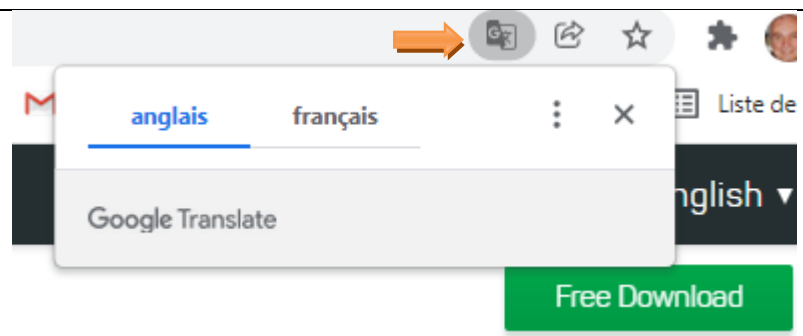 Liste de
anglais français
nglish ▾
Google Translate
Free Download